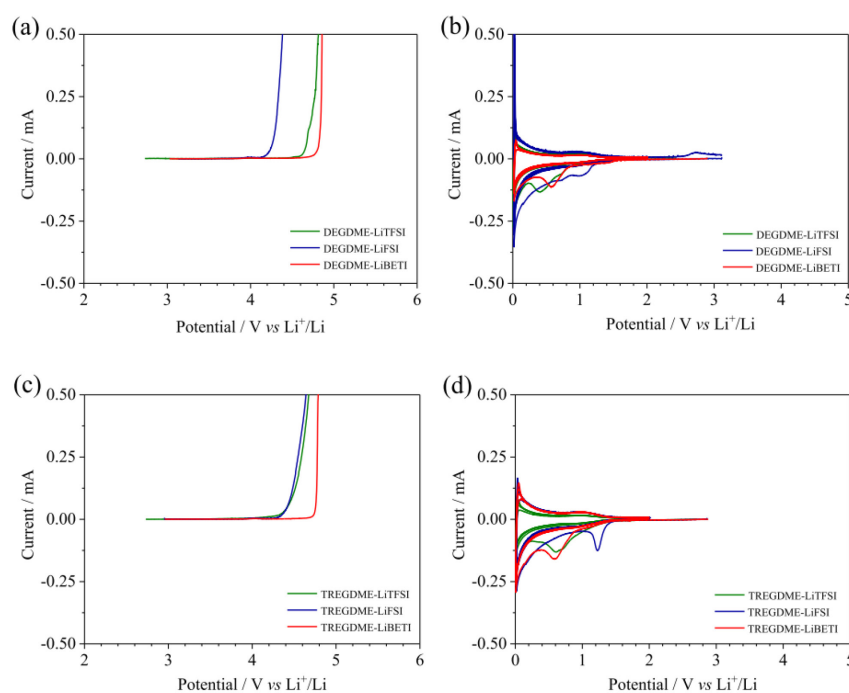 (a)
0.50
0.25
0.00
-0.25
-0.50
Current / mA
DEGDME-LiTFSI
DEGDME-LiFSI
DEGDME-LiBETI
2 3 4 5 6
Potential / V vs Li⁺/Li
(b)
0.50
0.25
0.00
-0.25
-0.50
Current / mA
DEGDME-LiTFSI
DEGDME-LiFSI
DEGDME-LiBETI
0 1 2 3 4 5
Potential / V vs Li⁺/Li
(c)
0.50
0.25
0.00
-0.25
-0.50
Current / mA
TREGDME-LiTFSI
TREGDME-LiFSI
TREGDME-LiBETI
2 3 4 5 6
Potential / V vs Li⁺/Li
(d)
0.50
0.25
0.00
-0.25
-0.50
Current / mA
TREGDME-LiTFSI
TREGDME-LiFSI
TREGDME-LiBETI
0 1 2 3 4 5
Potential / V vs Li⁺/Li